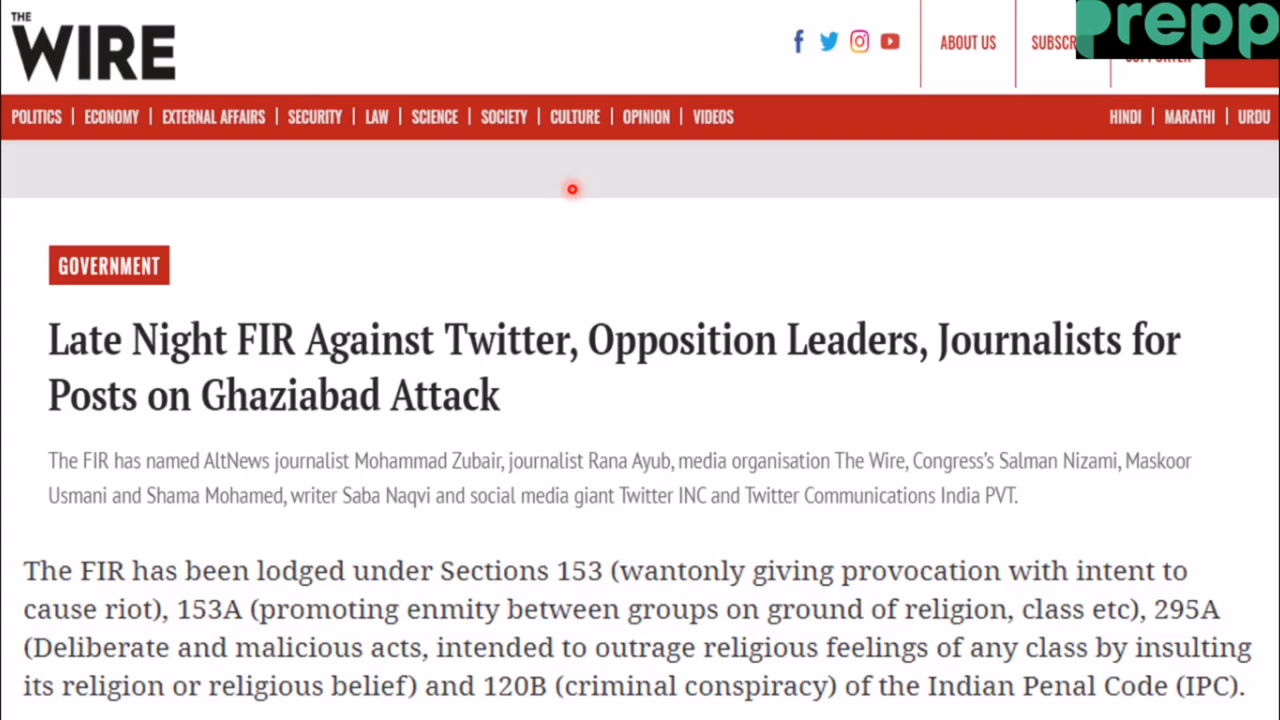 THE
WIRE
Prepp
ABOUT US
SUPPORTER
POLITICS | ECONOMY | EXTERNAL AFFAIRS | SECURITY | LAW | SCIENCE | SOCIETY | CULTURE | OPINION | VIDEOS
HINDI | MARATHI | URDU
GOVERNMENT
Late Night FIR Against Twitter, Opposition Leaders, Journalists for
Posts on Ghaziabad Attack
The FIR has named AltNews journalist Mohammad Zubair, journalist Rana Ayub, media organisation The Wire, Congress's Salman Nizami, Maskoor
Usmani and Shama Mohamed, writer Saba Naqvi and social media giant Twitter INC and Twitter Communications India PVT.
The FIR has been lodged under Sections 153 (wantonly giving provocation with intent to
cause riot), 153A (promoting enmity between groups on ground of religion, class etc), 295A
(Deliberate and malicious acts, intended to outrage religious feelings of any class by insulting
its religion or religious belief) and 120B (criminal conspiracy) of the Indian Penal Code (IPC).